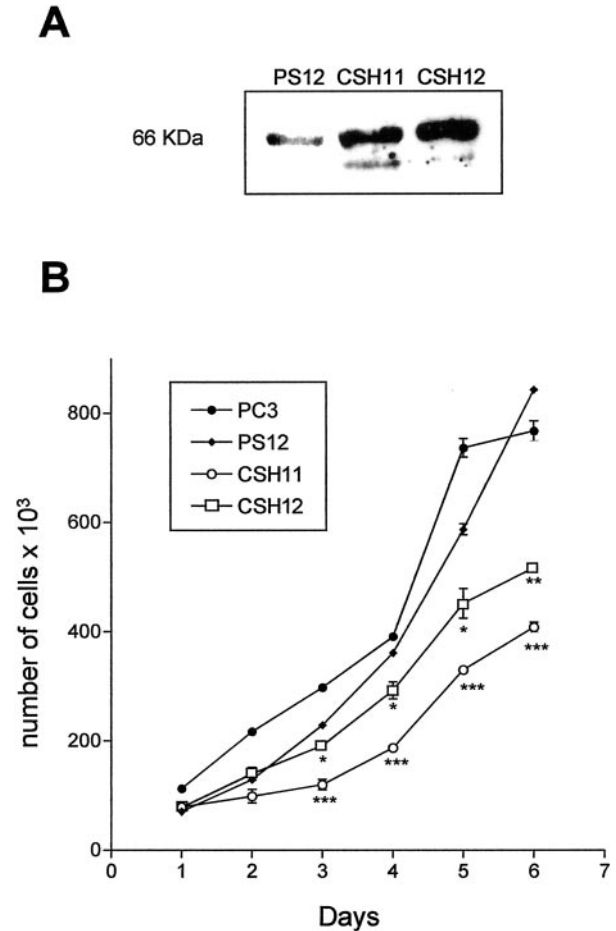 A
PS12 CSH11 CSH12
66 KDa
B
PC3
PS12
CSH11
CSH12
number of cells x 10³
800
600
400
200
0
*
*
*
**
***
***
***
***
0 1 2 3 4 5 6 7
Days